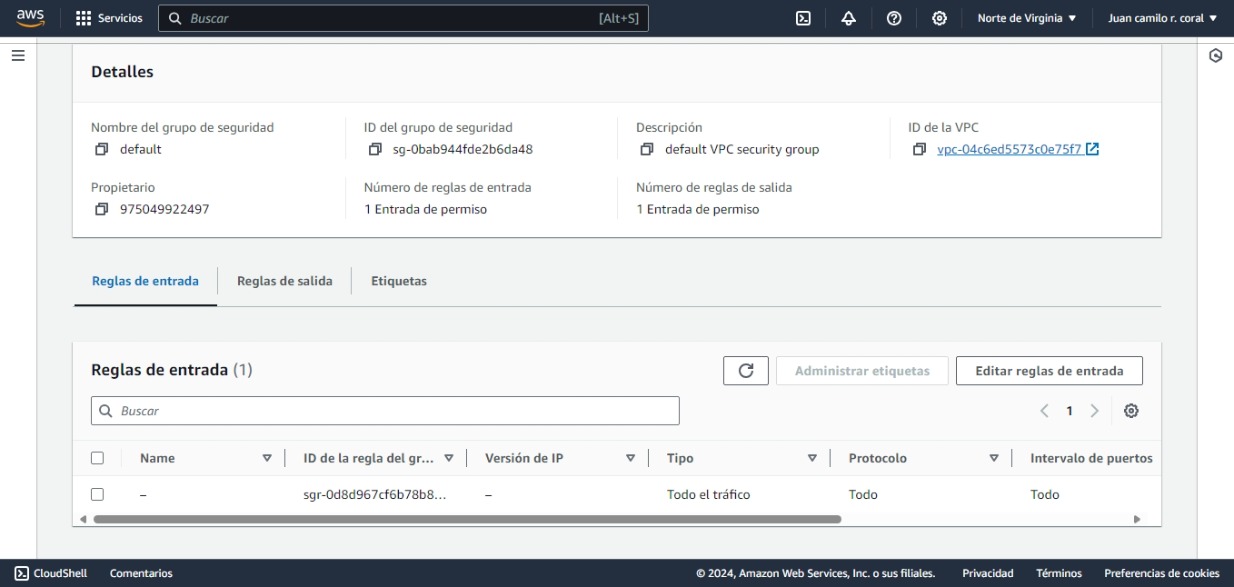 aws Servicios Buscar [Alt+S] Norte de Virginia Juan camilo r. coral
Detalles
Nombre del grupo de seguridad ID del grupo de seguridad Descripción ID de la VPC
default sg-0bab944fde2b6da48 default VPC security group vpc-04c6ed5573c0e75f7
Propietario Número de reglas de entrada Número de reglas de salida
975049922497 1 Entrada de permiso 1 Entrada de permiso
Reglas de entrada Reglas de salida Etiquetas
Reglas de entrada (1) Administrar etiquetas Editar reglas de entrada
Buscar 1
Name ID de la regla del gr... Versión de IP Tipo Protocolo Intervalo de puertos
– sgr-0d8d967cf6b78b8... – Todo el tráfico Todo Todo
CloudShell Comentarios © 2024, Amazon Web Services, Inc. o sus filiales. Privacidad Términos Preferencias de cookies